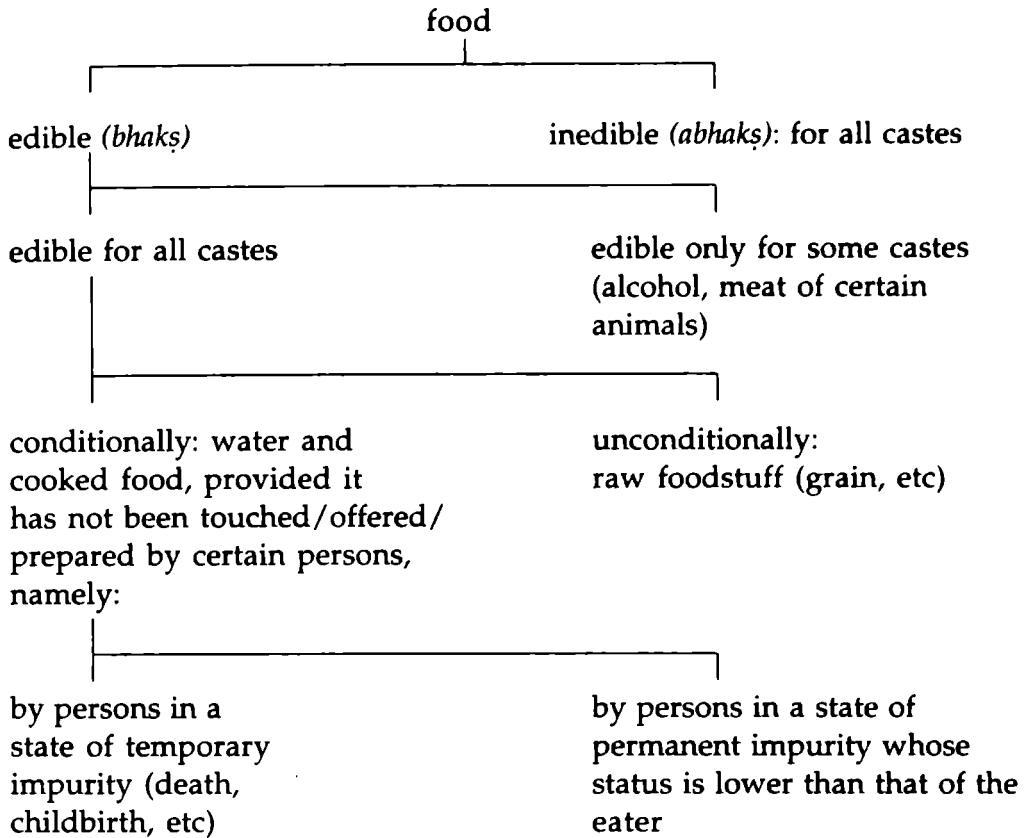 food
edible (bhakṣ)
inedible (abhakṣ): for all castes
edible for all castes
edible only for some castes
(alcohol, meat of certain
animals)
conditionally: water and
cooked food, provided it
has not been touched/offered/
prepared by certain persons,
namely:
unconditionally:
raw foodstuff (grain, etc)
by persons in a
state of temporary
impurity (death,
childbirth, etc)
by persons in a state of
permanent impurity whose
status is lower than that of the
eater